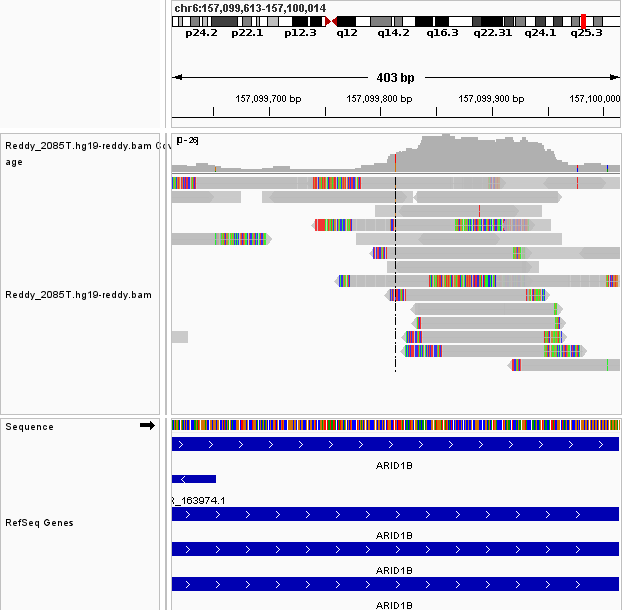 chr6:157,099,613-157,100,014
p24.2 p22.1 p12.3 q12 q14.2 q16.3 q22.31 q24.1 q25.3
403 bp
157,099,700 bp 157,099,800 bp 157,099,900 bp 157,100,000
Reddy_2085T.hg19-reddy.bam Cov
age
[0-26]
Reddy_2085T.hg19-reddy.bam
Sequence
ARID1B
R_163974.1
RefSeq Genes
ARID1B
ARID1B
ARID1B